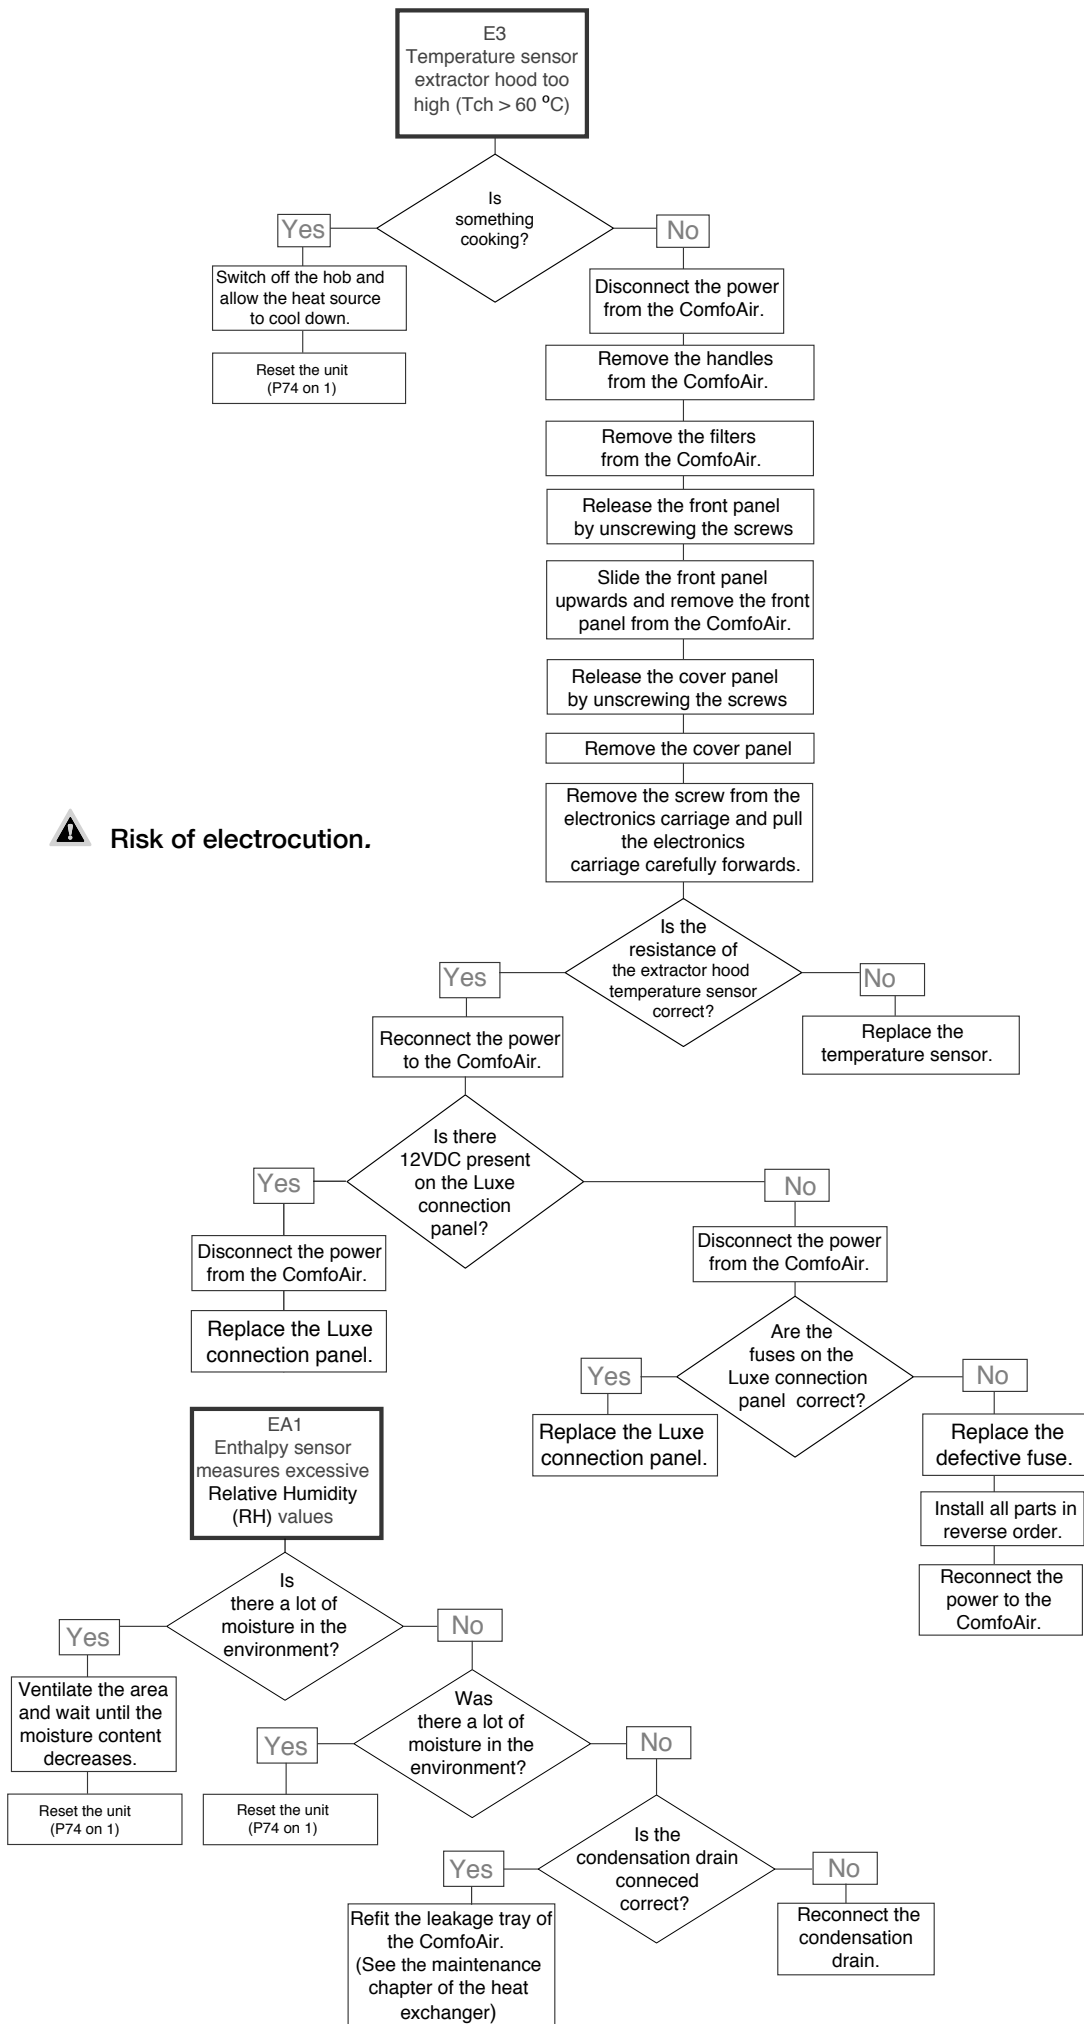 E3
Temperature sensor
extractor hood too
high (Tch > 60 °C)
Is
something
cooking?
Yes
No
Switch off the hob and
allow the heat source
to cool down.
Reset the unit
(P74 on 1)
Disconnect the power
from the ComfoAir.
Remove the handles
from the ComfoAir.
Remove the filters
from the ComfoAir.
Release the front panel
by unscrewing the screws
Slide the front panel
upwards and remove the front
panel from the ComfoAir.
Release the cover panel
by unscrewing the screws
Remove the cover panel
Remove the screw from the
electronics carriage and pull
the electronics
carriage carefully forwards.
Risk of electrocution.
Is the
resistance of
the extractor hood
temperature sensor
correct?
Yes
No
Reconnect the power
to the ComfoAir.
Replace the
temperature sensor.
Is there
12VDC present
on the Luxe
connection
panel?
Yes
No
Disconnect the power
from the ComfoAir.
Replace the Luxe
connection panel.
Disconnect the power
from the ComfoAir.
Are the
fuses on the
Luxe connection
panel correct?
Yes
No
Replace the Luxe
connection panel.
Replace the
defective fuse.
Install all parts in
reverse order.
Reconnect the
power to the
ComfoAir.
EA1
Enthalpy sensor
measures excessive
Relative Humidity
(RH) values
Is
there a lot of
moisture in the
environment?
Yes
No
Ventilate the area
and wait until the
moisture content
decreases.
Reset the unit
(P74 on 1)
Was
there a lot of
moisture in the
environment?
Yes
No
Reset the unit
(P74 on 1)
Is the
condensation drain
conneced
correct?
Yes
No
Refit the leakage tray of
the ComfoAir.
(See the maintenance
chapter of the heat
exchanger)
Reconnect the
condensation
drain.